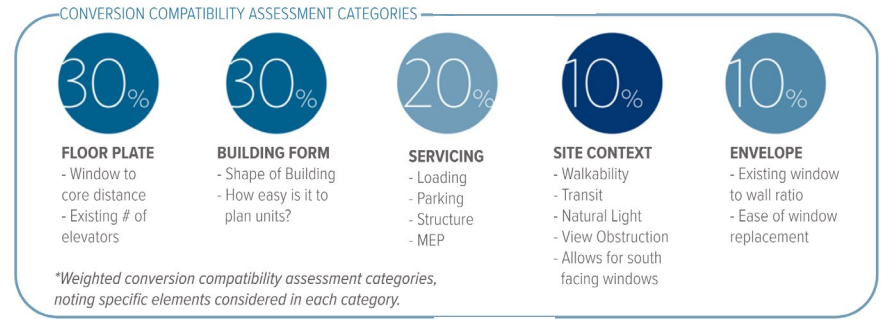 CONVERSION COMPATIBILITY ASSESSMENT CATEGORIES
30%
FLOOR PLATE
- Window to
core distance
- Existing # of
elevators
30%
BUILDING FORM
- Shape of Building
- How easy is it to
plan units?
20%
SERVICING
- Loading
- Parking
- Structure
- MEP
10%
SITE CONTEXT
- Walkability
- Transit
- Natural Light
- View Obstruction
- Allows for south
facing windows
10%
ENVELOPE
- Existing window
to wall ratio
- Ease of window
replacement
*Weighted conversion compatibility assessment categories,
noting specific elements considered in each category.